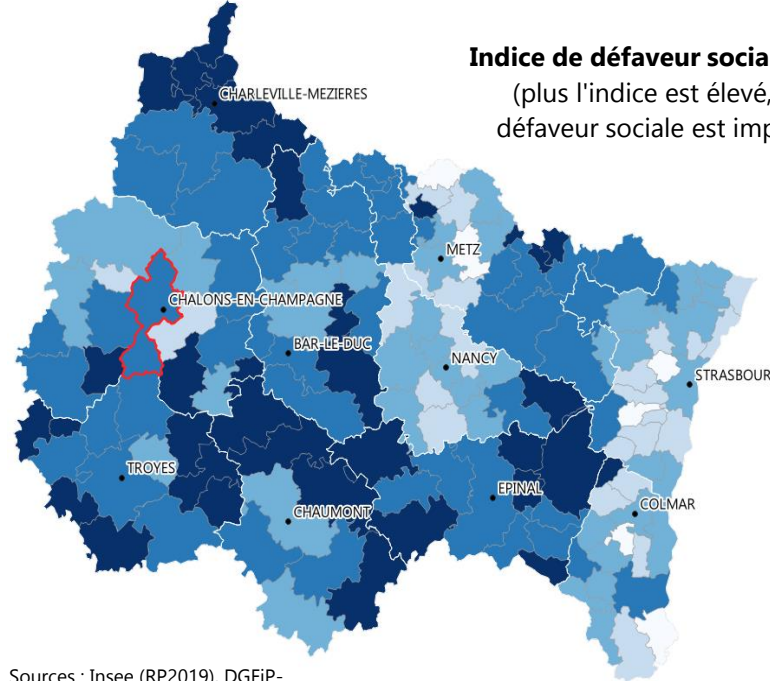 Indice de défaveur socia
(plus l'indice est élevé,
défaveur sociale est imp
CHARLEVILLE-MEZIERES
METZ
CHALONS-EN-CHAMPAGNE
BAR-LE-DUC
NANCY
STRASBOUR
TROYES
EPINAL
CHAUMONT
COLMAR
Sources : Insee (RP2019), DGFiP-